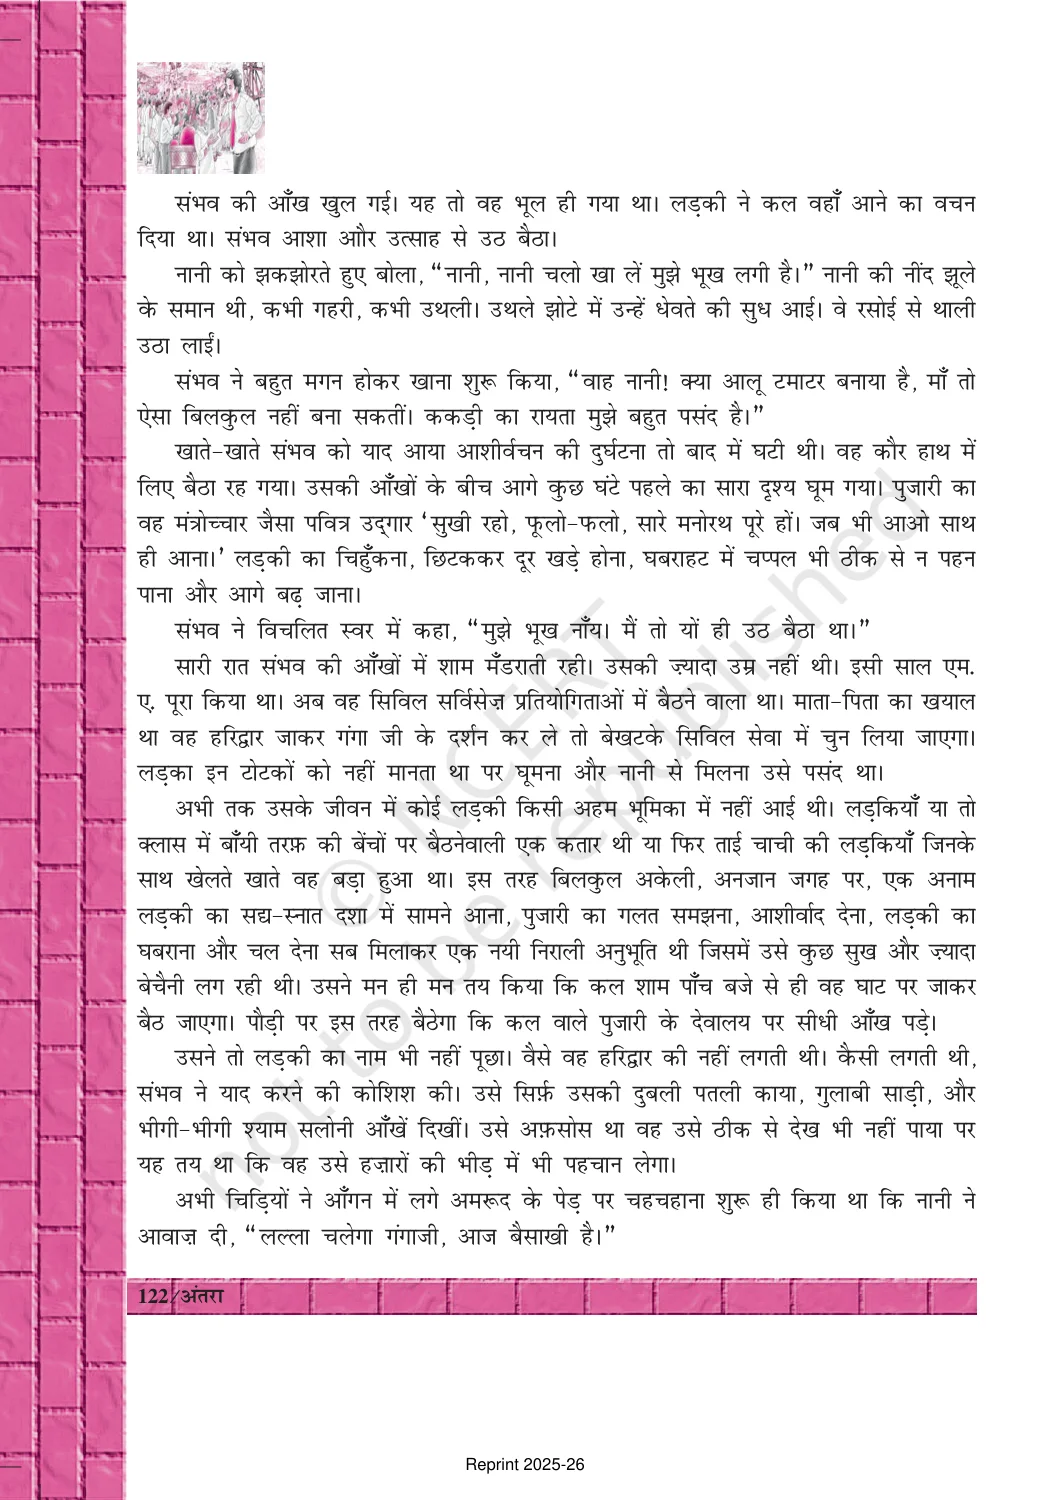 संभव की आँख खुल गई। यह तो वह भूल ही गया था। लड़की ने कल वहाँ आने का वचन
दिया था। संभव आशा आौर उत्साह से उठ बैठा।
नानी को झकझोरते हुए बोला, “नानी, नानी चलो खा लें मुझे भूख लगी है।” नानी की नींद झूले
के समान थी, कभी गहरी, कभी उथली। उथले झोटे में उन्हें धेवते की सुध आई। वे रसोई से थाली
उठा लाईं।
संभव ने बहुत मगन होकर खाना शुरू किया, “वाह नानी! क्या आलू टमाटर बनाया है, माँ तो
ऐसा बिलकुल नहीं बना सकतीं। ककड़ी का रायता मुझे बहुत पसंद है।”
खाते-खाते संभव को याद आया आशीर्वचन की दुर्घटना तो बाद में घटी थी। वह कौर हाथ में
लिए बैठा रह गया। उसकी आँखों के बीच आगे कुछ घंटे पहले का सारा दृश्य घूम गया। पुजारी का
वह मंत्रोच्चार जैसा पवित्र उद्गार ‘सुखी रहो, फूलो-फलो, सारे मनोरथ पूरे हों। जब भी आओ साथ
ही आना।’ लड़की का चिहुँकना, छिटककर दूर खड़े होना, घबराहट में चप्पल भी ठीक से न पहन
पाना और आगे बढ़ जाना।
संभव ने विचलित स्वर में कहा, “मुझे भूख नाँय। मैं तो यों ही उठ बैठा था।”
सारी रात संभव की आँखों में शाम मँडराती रही। उसकी ज़्यादा उम्र नहीं थी। इसी साल एम.
ए. पूरा किया था। अब वह सिविल सर्विसेज़ प्रतियोगिताओं में बैठने वाला था। माता-पिता का खयाल
था वह हरिद्वार जाकर गंगा जी के दर्शन कर ले तो बेखटके सिविल सेवा में चुन लिया जाएगा।
लड़का इन टोटकों को नहीं मानता था पर घूमना और नानी से मिलना उसे पसंद था।
अभी तक उसके जीवन में कोई लड़की किसी अहम भूमिका में नहीं आई थी। लड़कियाँ या तो
क्लास में बाँयी तरफ़ की बेंचों पर बैठनेवाली एक कतार थी या फिर ताई चाची की लड़कियाँ जिनके
साथ खेलते खाते वह बड़ा हुआ था। इस तरह बिलकुल अकेली, अनजान जगह पर, एक अनाम
लड़की का सद्य-स्नात दशा में सामने आना, पुजारी का गलत समझना, आशीर्वाद देना, लड़की का
घबराना और चल देना सब मिलाकर एक नयी निराली अनुभूति थी जिसमें उसे कुछ सुख और ज़्यादा
बेचैनी लग रही थी। उसने मन ही मन तय किया कि कल शाम पाँच बजे से ही वह घाट पर जाकर
बैठ जाएगा। पौड़ी पर इस तरह बैठेगा कि कल वाले पुजारी के देवालय पर सीधी आँख पड़े।
उसने तो लड़की का नाम भी नहीं पूछा। वैसे वह हरिद्वार की नहीं लगती थी। कैसी लगती थी,
संभव ने याद करने की कोशिश की। उसे सिर्फ़ उसकी दुबली पतली काया, गुलाबी साड़ी, और
भीगी-भीगी श्याम सलोनी आँखें दिखीं। उसे अफ़सोस था वह उसे ठीक से देख भी नहीं पाया पर
यह तय था कि वह उसे हज़ारों की भीड़ में भी पहचान लेगा।
अभी चिड़ियों ने आँगन में लगे अमरूद के पेड़ पर चहचहाना शुरू ही किया था कि नानी ने
आवाज़ दी, “लल्ला चलेगा गंगाजी, आज बैसाखी है।”
122/अंतरा
Reprint 2025-26
© NCERT
not to be republished